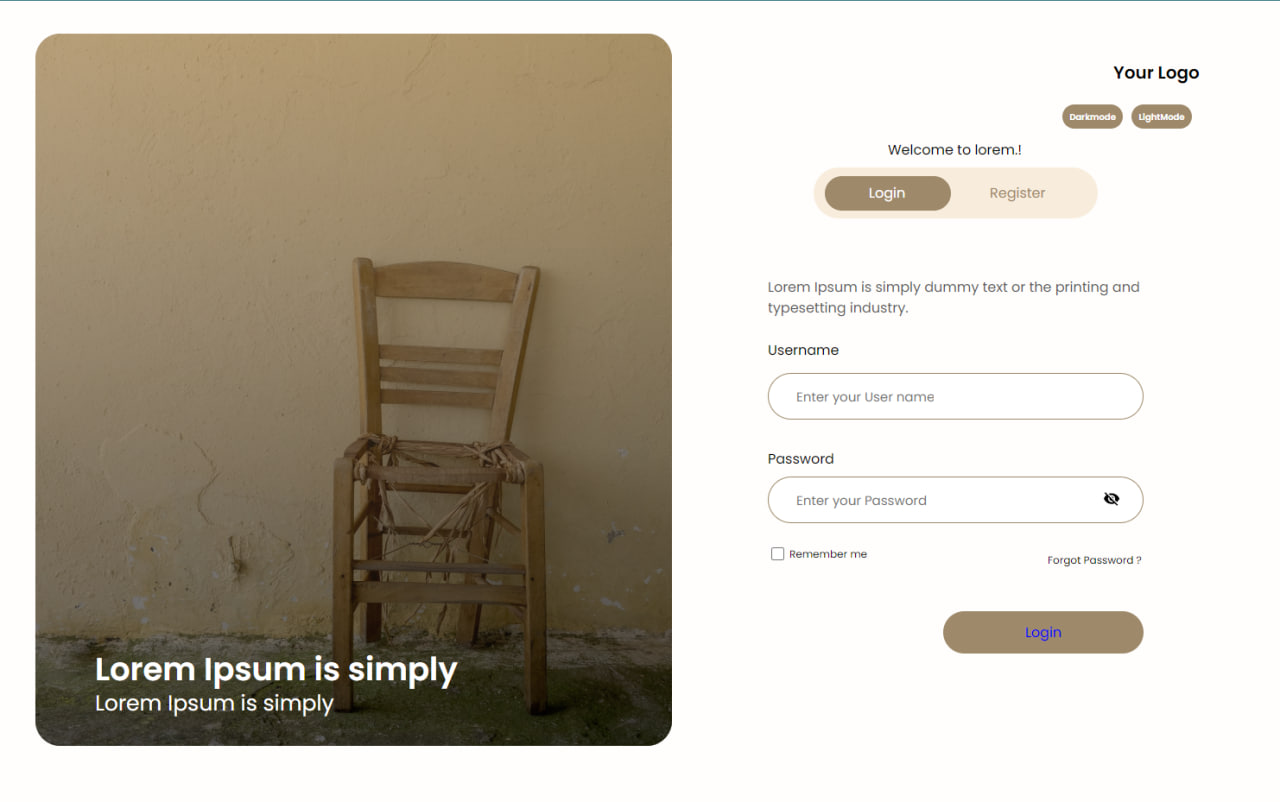 Your Logo
Darkmode LightMode
Welcome to lorem.!
Login Register
Lorem Ipsum is simply dummy text or the printing and
typesetting industry.
Username
Enter your User name
Password
Enter your Password
Remember me
Forgot Password ?
Login
Lorem Ipsum is simply
Lorem Ipsum is simply